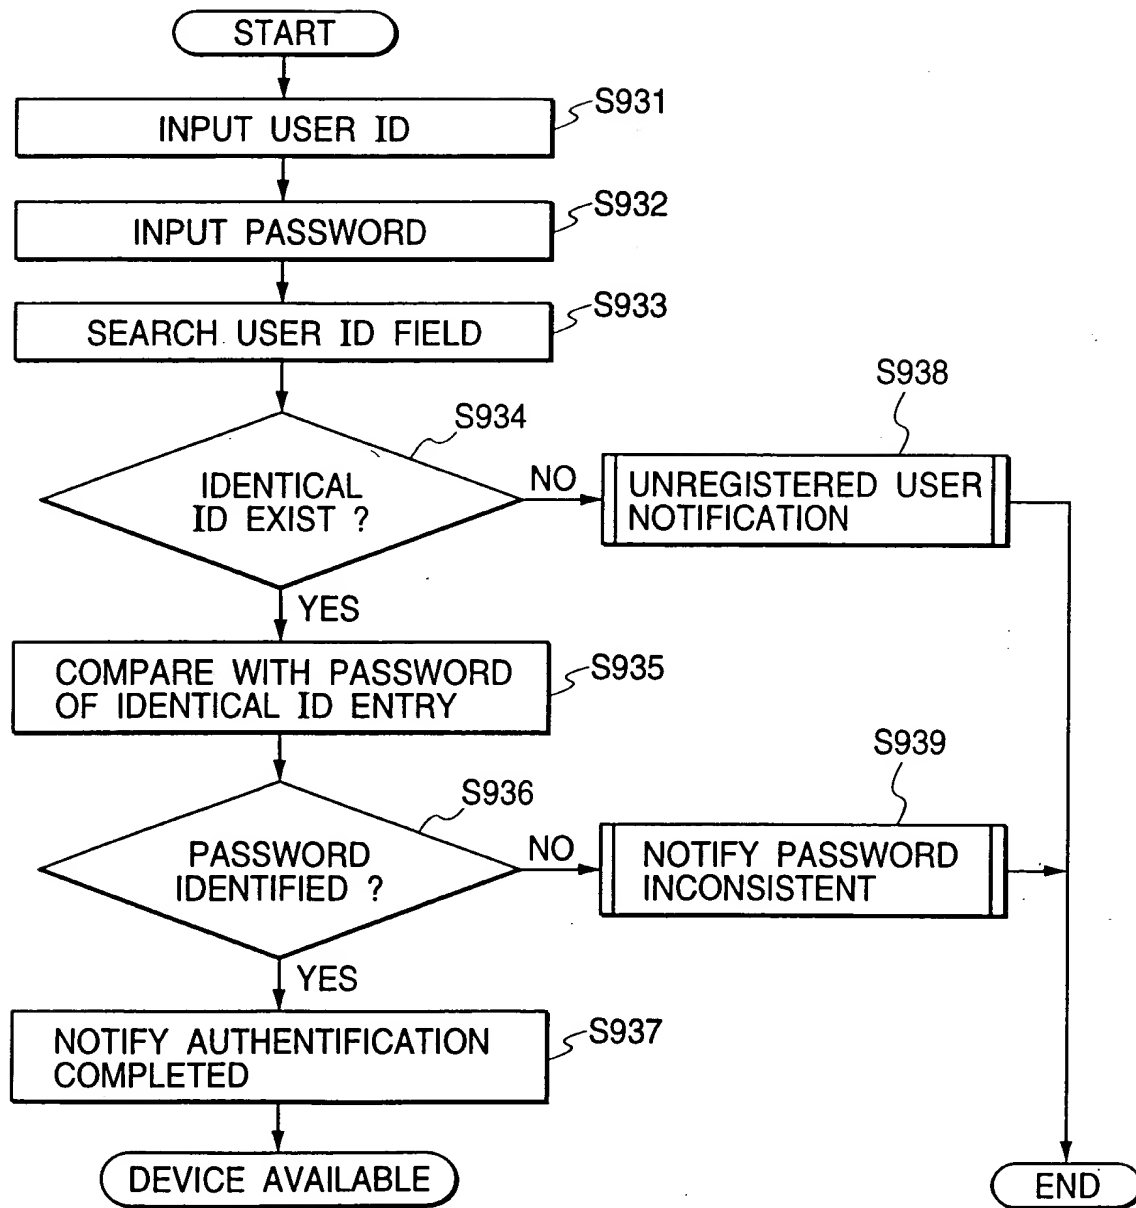 START
INPUT USER ID
S931
INPUT PASSWORD
S932
SEARCH USER ID FIELD
S933
IDENTICAL
ID EXIST ?
S934
NO
UNREGISTERED USER
NOTIFICATION
S938
YES
COMPARE WITH PASSWORD
OF IDENTICAL ID ENTRY
S935
PASSWORD
IDENTIFIED ?
S936
NO
NOTIFY PASSWORD
INCONSISTENT
S939
YES
NOTIFY AUTHENTIFICATION
COMPLETED
S937
DEVICE AVAILABLE
END